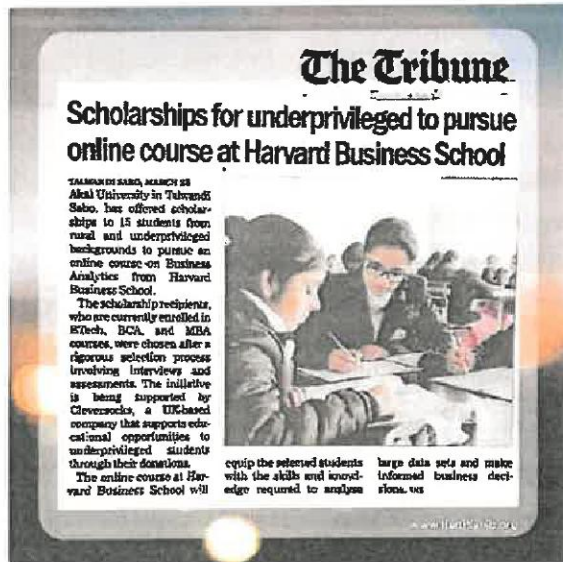 The Tribune
Scholarships for underprivileged to pursue
online course at Harvard Business School
TALWANDI SABO, MARCH 28
Akal University in Talwandi
Sabo, has offered scholar-
ships to 15 students from
rural and underprivileged
backgrounds to pursue an
online course on Business
Analytics from Harvard
Business School.
The scholarship recipients,
who are currently enrolled in
BTech, BCA, and MBA
courses, were chosen after a
rigorous selection process
involving interviews and
assessments. The initiative
is being supported by
Cleversocks, a UK-based
company that supports edu-
cational opportunities to
underprivileged students
through their donations.
The online course at Har-
vard Business School will
equip the selected students
with the skills and knowl-
edge required to analyse
large data sets and make
informed business deci-
sions.